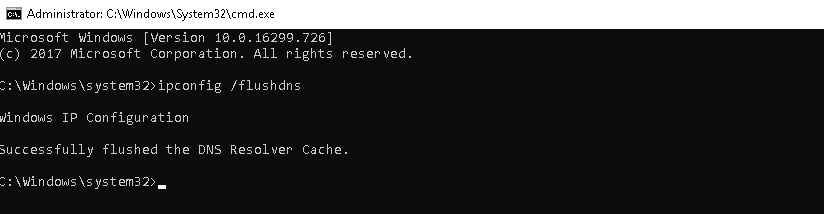 Administrator: C:\Windows\System32\cmd.exe
Microsoft Windows [Version 10.0.16299.726]
(c) 2017 Microsoft Corporation. All rights reserved.
C:\Windows\system32>ipconfig /flushdns
Windows IP Configuration
Successfully flushed the DNS Resolver Cache.
C:\Windows\system32>